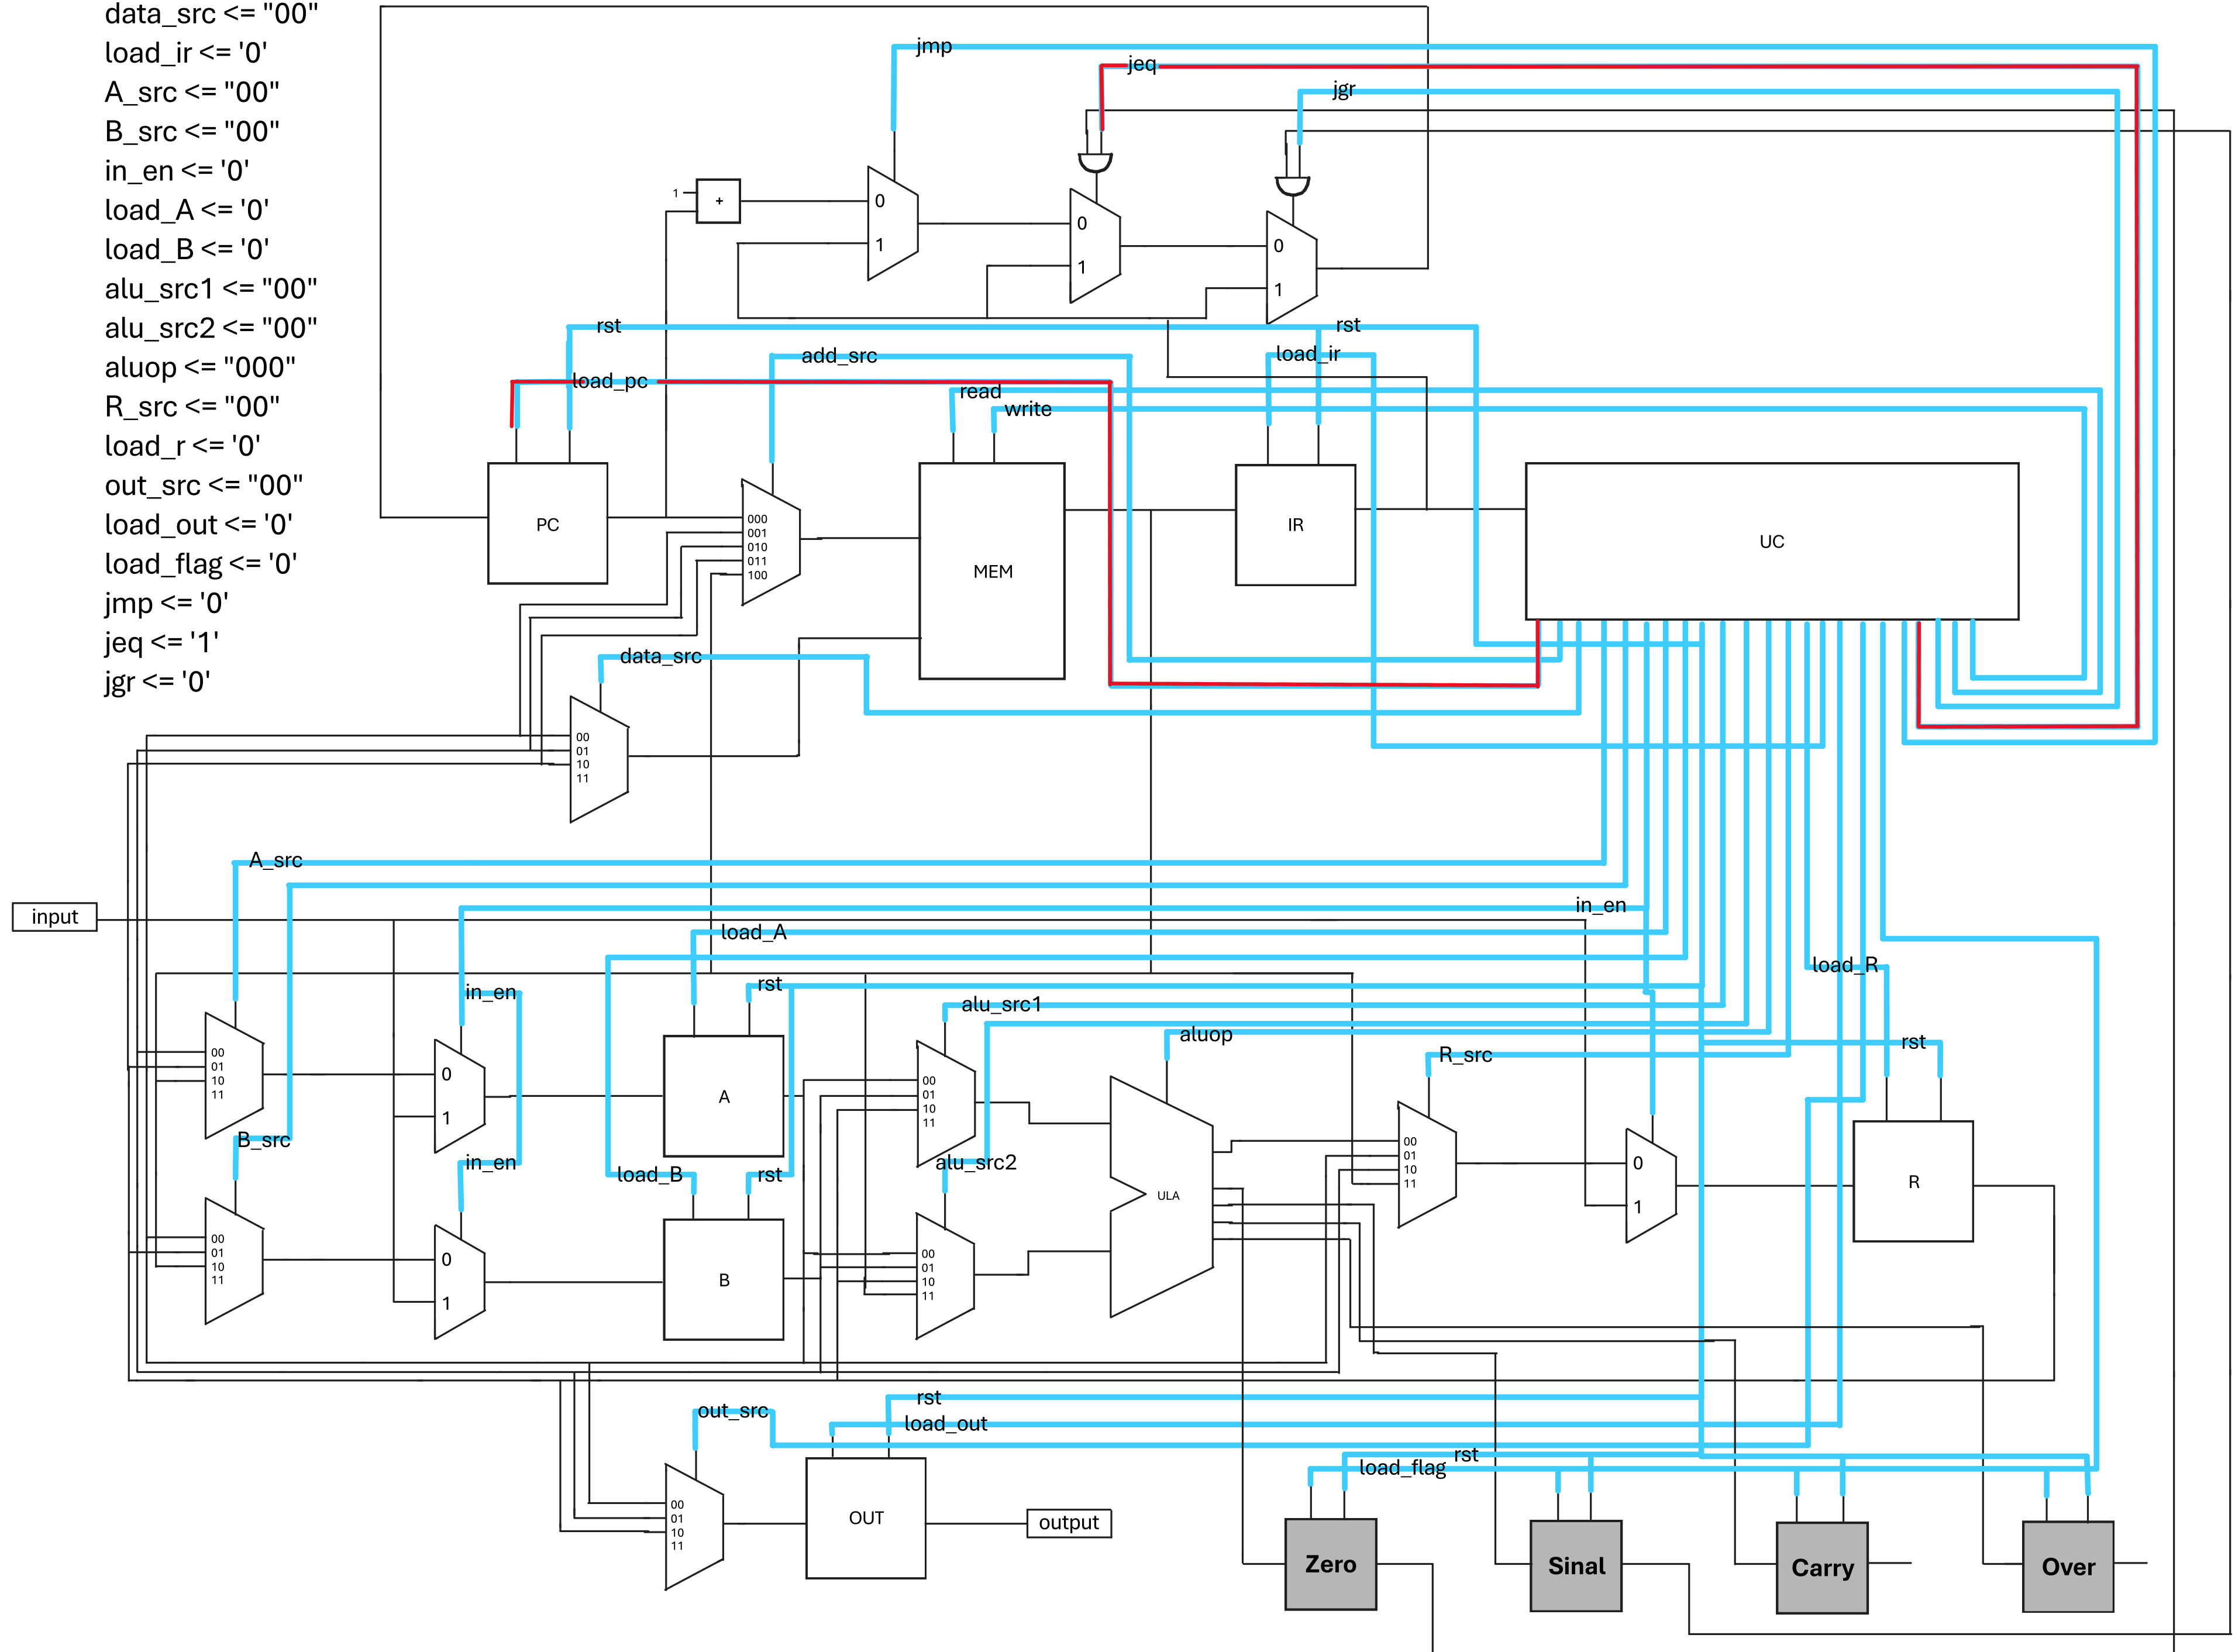 data_src <= "00"
load_ir <= '0'
A_src <= "00"
B_src <= "00"
in_en <= '0'
load_A <= '0'
load_B <= '0'
alu_src1 <= "00"
alu_src2 <= "00"
aluop <= "000"
R_src <= "00"
load_r <= '0'
out_src <= "00"
load_out <= '0'
load_flag <= '0'
jmp <= '0'
jeq <= '1'
jgr <= '0'
jmp
jeq
jgr
1
+
0
1
0
1
0
1
rst
rst
add_src
load_ir
load_pc
read
write
PC
000
001
010
011
100
MEM
IR
UC
data_src
00
01
10
11
A_src
input
in_en
load_A
load_R
in_en
rst
alu_src1
aluop
rst
R_src
00
01
10
11
0
1
A
00
01
10
11
B_src
in_en
load_B
rst
alu_src2
ULA
00
01
10
11
0
1
R
00
01
10
11
0
1
B
00
01
10
11
rst
out_src
load_out
rst
load_flag
00
01
10
11
OUT
output
Zero
Sinal
Carry
Over